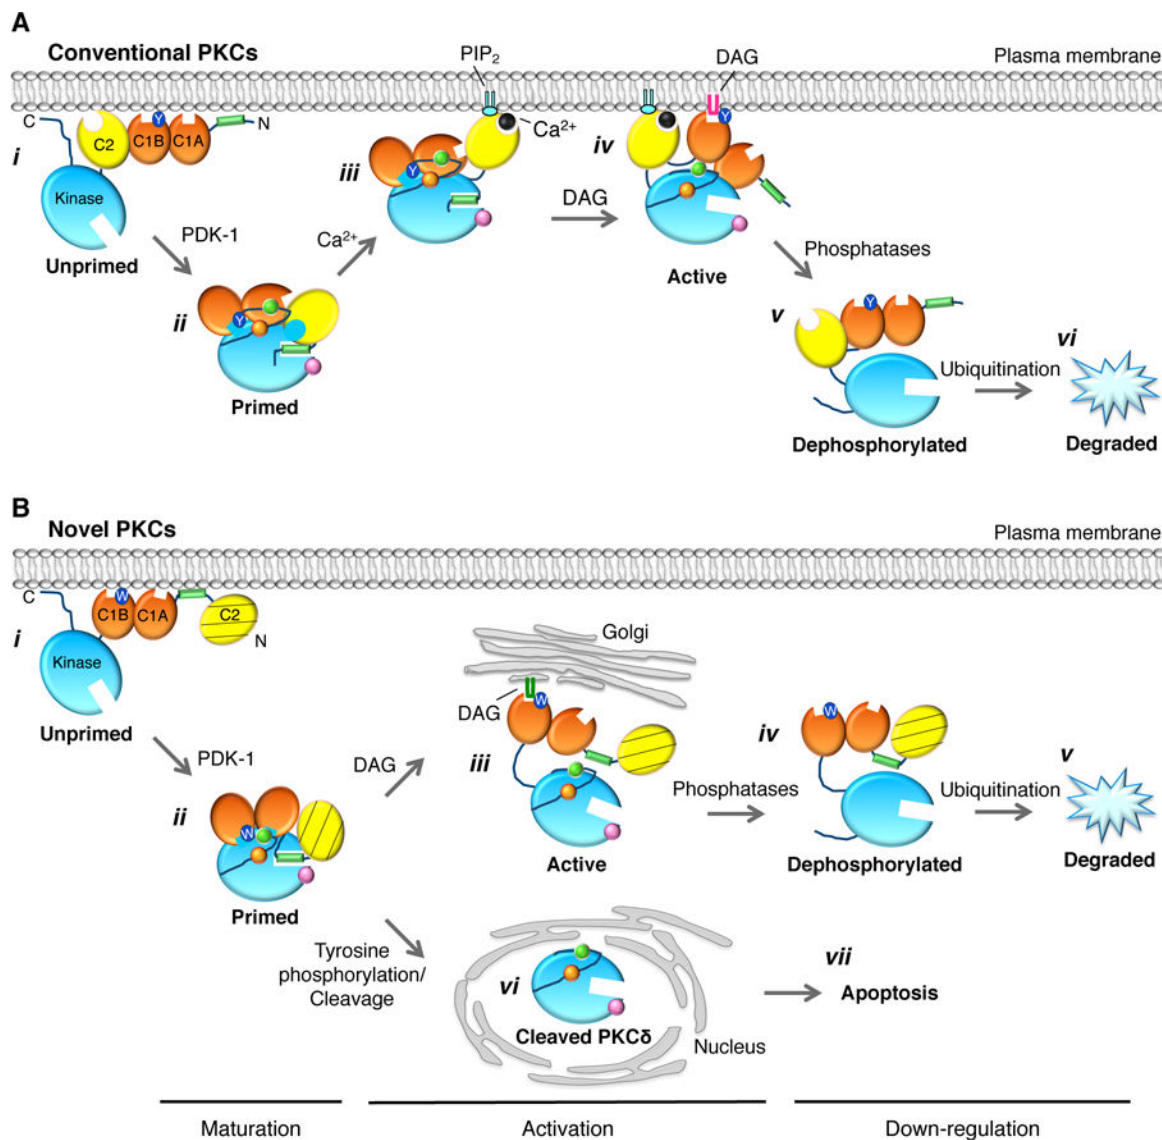 A
Conventional PKCs
PIP2
DAG
Plasma membrane
C
N
C2
C1B
Y
C1A
Ca2+
i
iii
iv
Y
Y
Kinase
PDK-1
Ca2+
DAG
Unprimed
Active
Phosphatases
ii
Y
Y
v
vi
Ubiquitination
Primed
Dephosphorylated
Degraded
B
Novel PKCs
Plasma membrane
C
C1B
W
C1A
C2
N
i
Kinase
Golgi
DAG
W
W
Unprimed
PDK-1
DAG
iii
iv
v
Phosphatases
Ubiquitination
ii
W
Active
Dephosphorylated
Degraded
Primed
Tyrosine
phosphorylation/
Cleavage
vi
vii
Apoptosis
Cleaved PKCδ
Nucleus
Maturation
Activation
Down-regulation